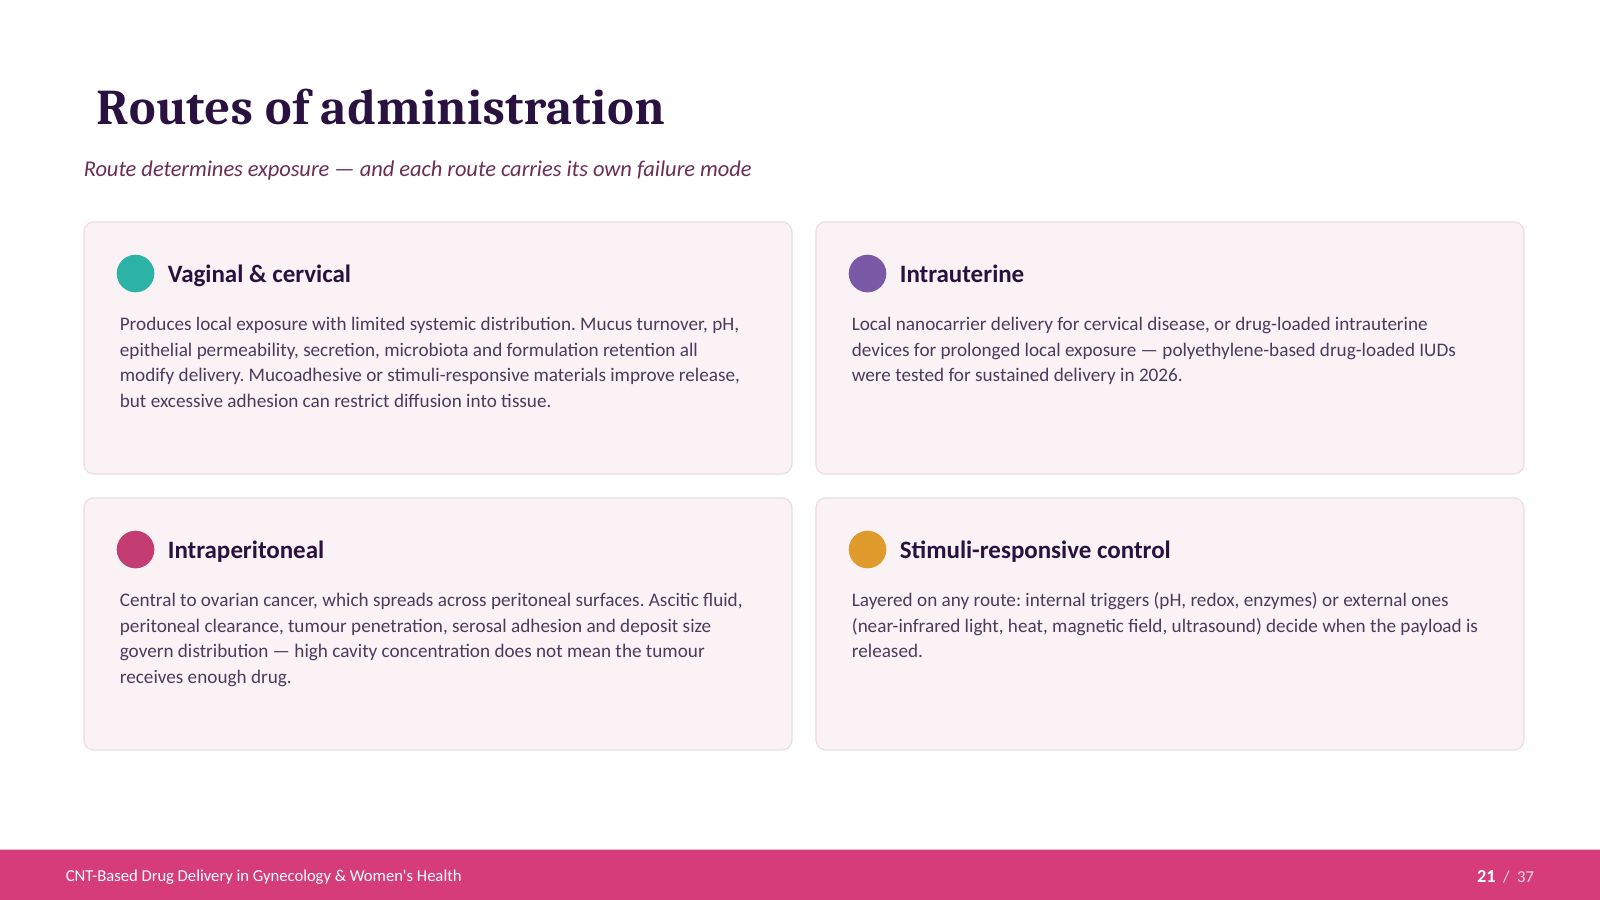 Routes of administration
Route determines exposure — and each route carries its own failure mode
Vaginal & cervical
Produces local exposure with limited systemic distribution. Mucus turnover, pH,
epithelial permeability, secretion, microbiota and formulation retention all
modify delivery. Mucoadhesive or stimuli-responsive materials improve release,
but excessive adhesion can restrict diffusion into tissue.
Intrauterine
Local nanocarrier delivery for cervical disease, or drug-loaded intrauterine
devices for prolonged local exposure — polyethylene-based drug-loaded IUDs
were tested for sustained delivery in 2026.
Intraperitoneal
Central to ovarian cancer, which spreads across peritoneal surfaces. Ascitic fluid,
peritoneal clearance, tumour penetration, serosal adhesion and deposit size
govern distribution — high cavity concentration does not mean the tumour
receives enough drug.
Stimuli-responsive control
Layered on any route: internal triggers (pH, redox, enzymes) or external ones
(near-infrared light, heat, magnetic field, ultrasound) decide when the payload is
released.
CNT-Based Drug Delivery in Gynecology & Women's Health
21 / 37